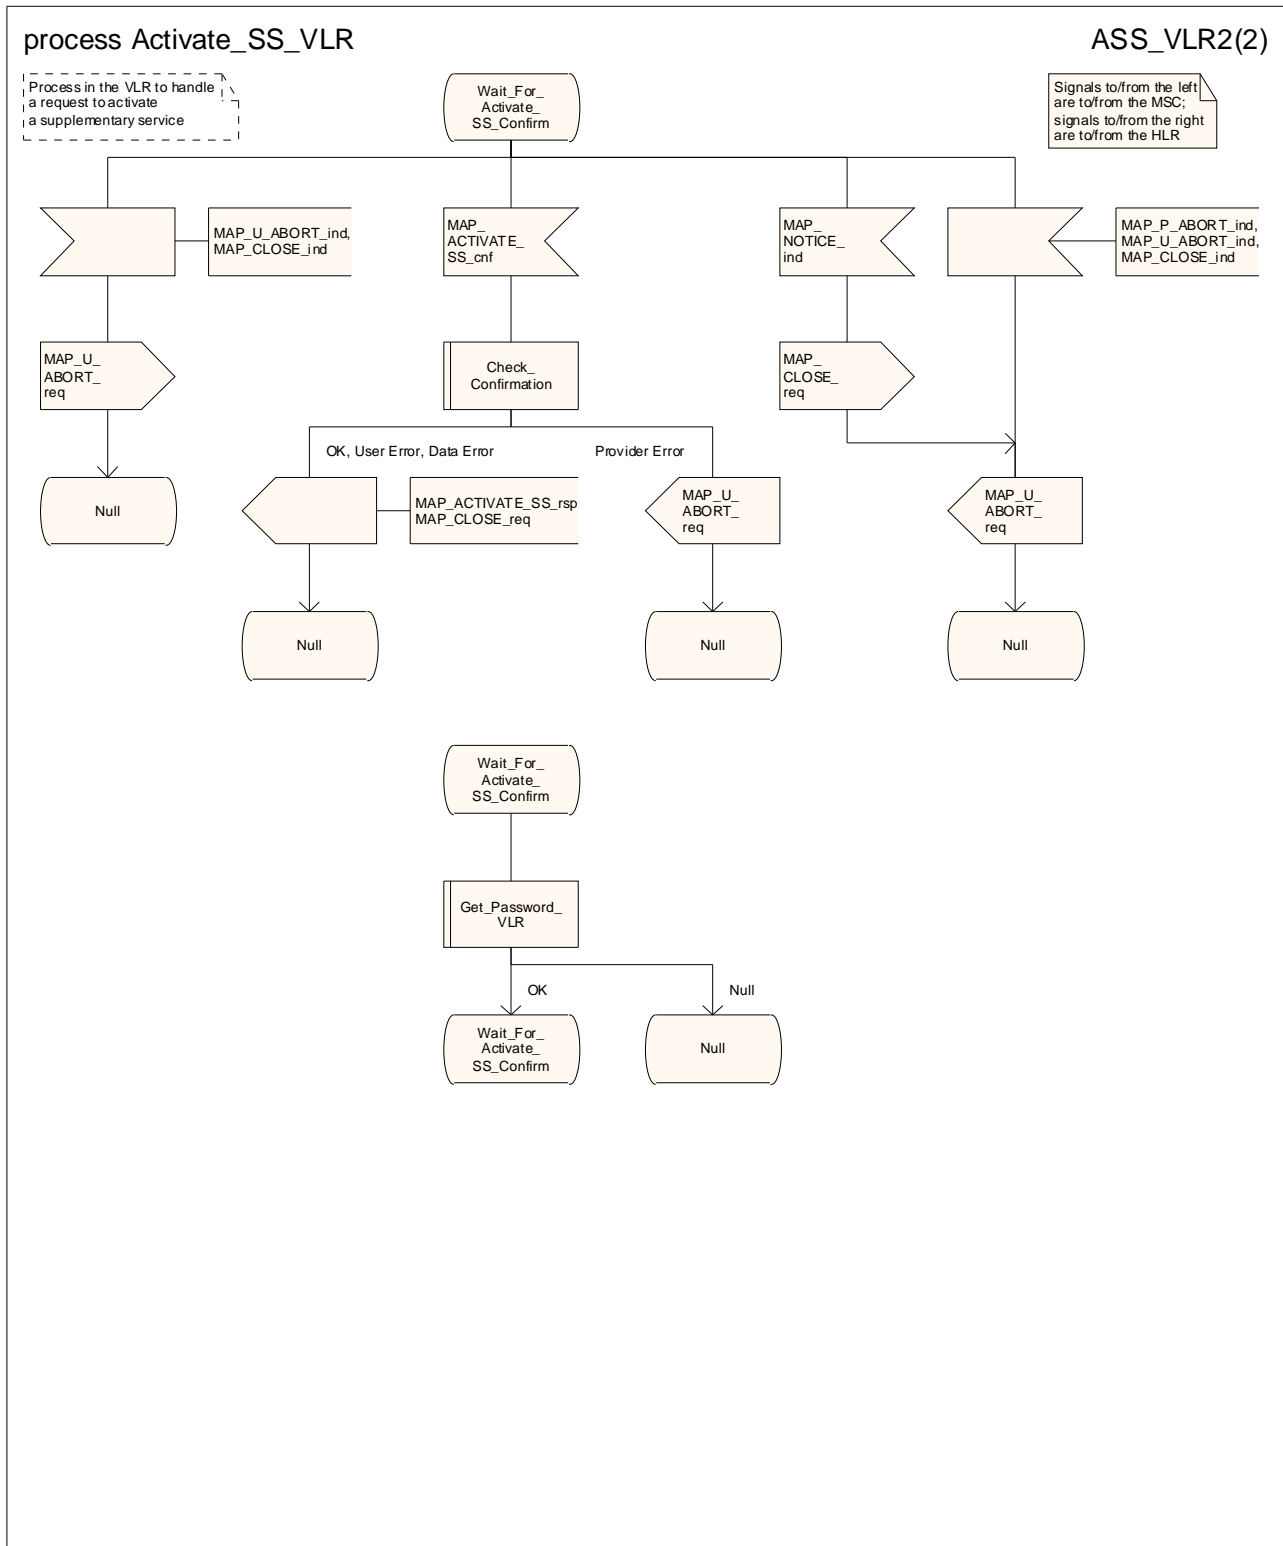 process Activate_SS_VLR
ASS_VLR2(2)
Process in the VLR to handle
a request to activate
a supplementary service
Wait_For_
Activate_
SS_Confirm
Signals to/from the left
are to/from the MSC;
signals to/from the right
are to/from the HLR
MAP_U_ABORT_ind,
MAP_CLOSE_ind
MAP_
ACTIVATE_
SS_cnf
MAP_
NOTICE_
ind
MAP_P_ABORT_ind,
MAP_U_ABORT_ind,
MAP_CLOSE_ind
MAP_U_
ABORT_
req
Check_
Confirmation
MAP_
CLOSE_
req
OK, User Error, Data Error
Provider Error
Null
MAP_ACTIVATE_SS_rsp
MAP_CLOSE_req
MAP_U_
ABORT_
req
MAP_U_
ABORT_
req
Null
Null
Null
Wait_For_
Activate_
SS_Confirm
Get_Password_
VLR
OK
Null
Wait_For_
Activate_
SS_Confirm
Null